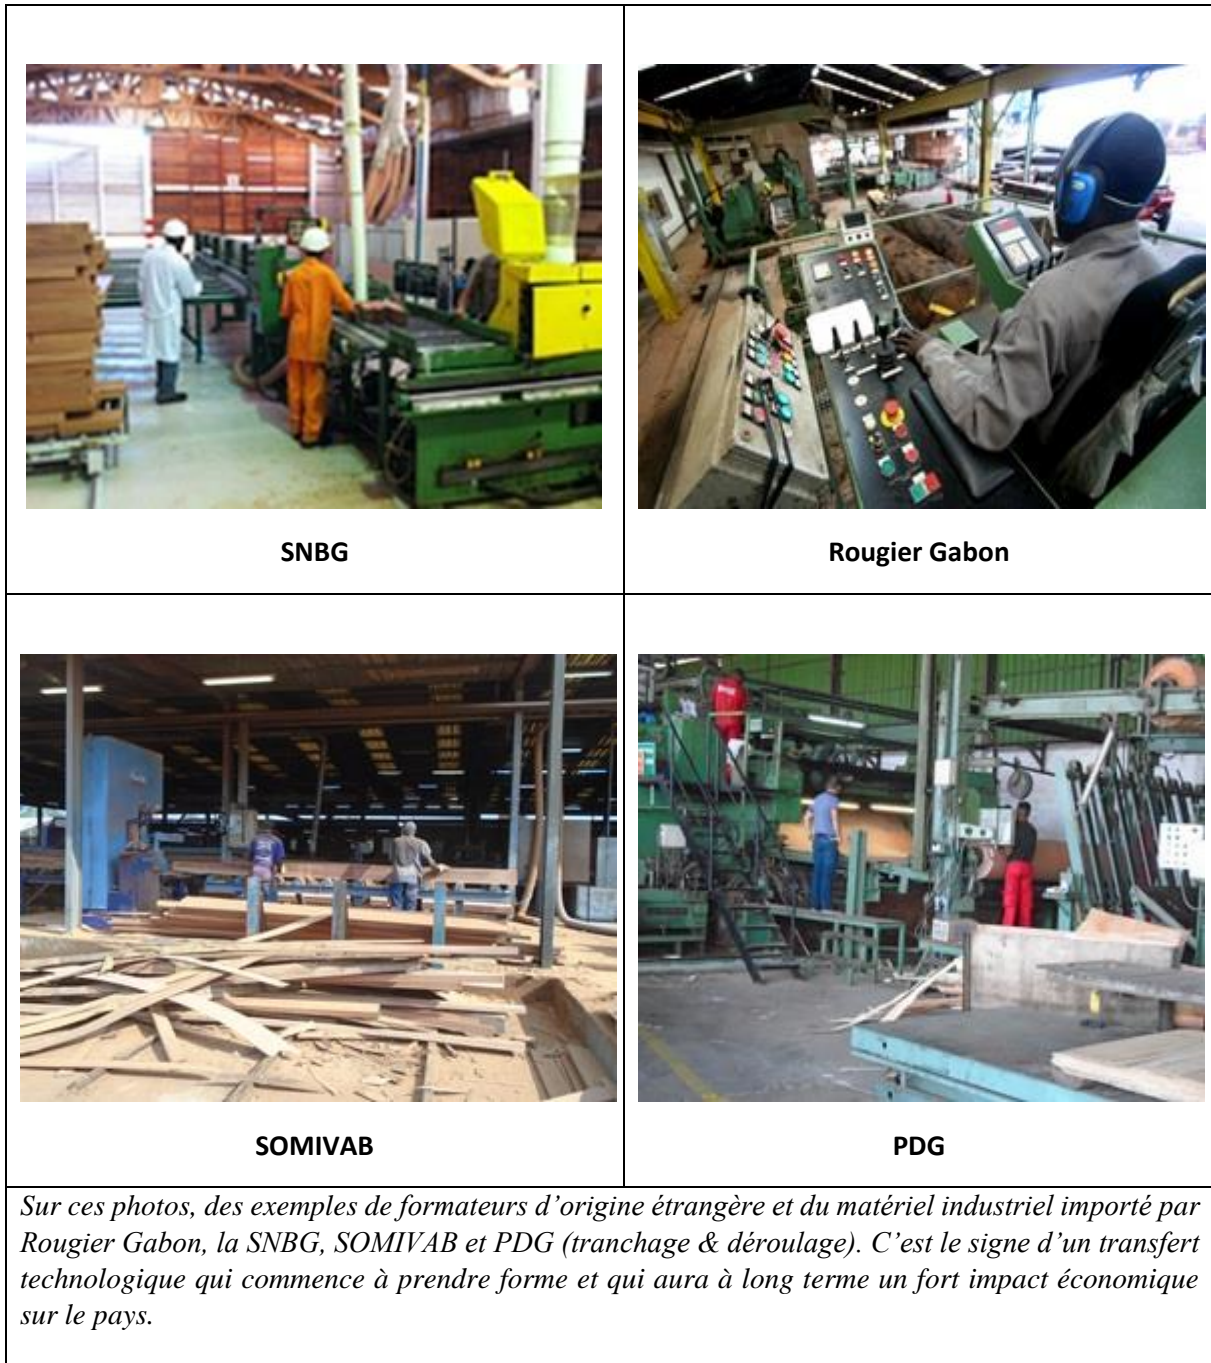 SNBG
Rougier Gabon
SOMIVAB
PDG
Sur ces photos, des exemples de formateurs d’origine étrangère et du matériel industriel importé par
Rougier Gabon, la SNBG, SOMIVAB et PDG (tranchage & déroulage). C’est le signe d’un transfert
technologique qui commence à prendre forme et qui aura à long terme un fort impact économique
sur le pays.